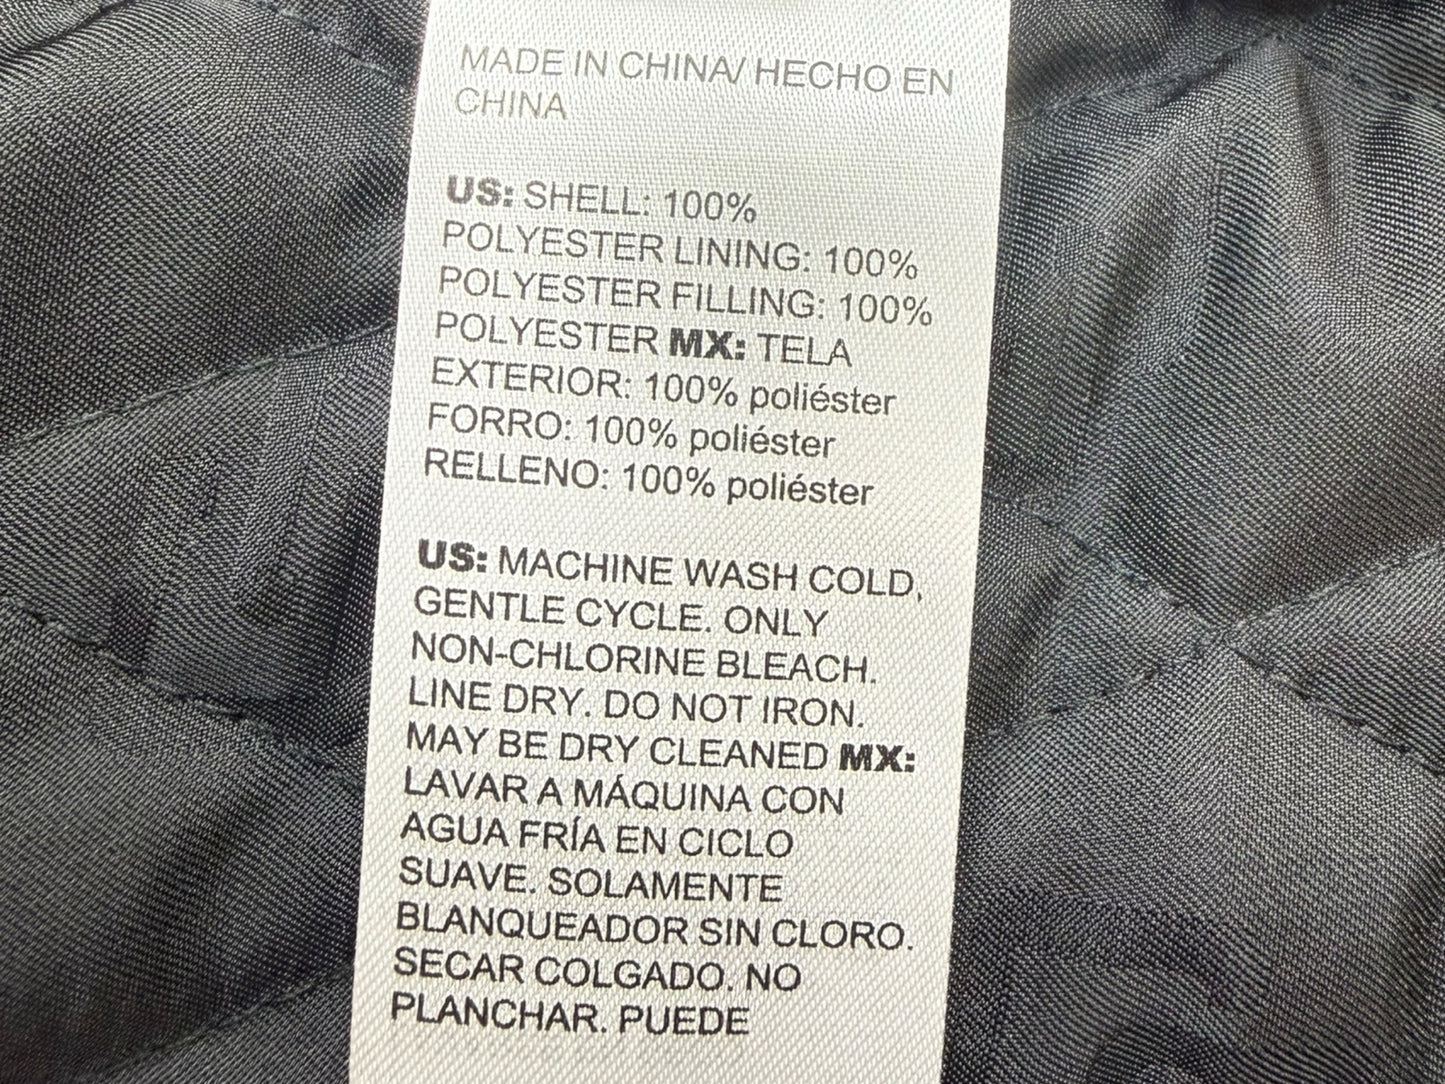 MADE IN CHINA/ HECHO EN
CHINA
US: SHELL: 100%
POLYESTER LINING: 100%
POLYESTER FILLING: 100%
POLYESTER MX: TELA
EXTERIOR: 100% poliéster
FORRO: 100% poliéster
RELLENO: 100% poliéster
US: MACHINE WASH COLD,
GENTLE CYCLE. ONLY
NON-CHLORINE BLEACH.
LINE DRY. DO NOT IRON.
MAY BE DRY CLEANED MX:
LAVAR A MÁQUINA CON
AGUA FRÍA EN CICLO
SUAVE. SOLAMENTE
BLANQUEADOR SIN CLORO.
SECAR COLGADO. NO
PLANCHAR. PUEDE